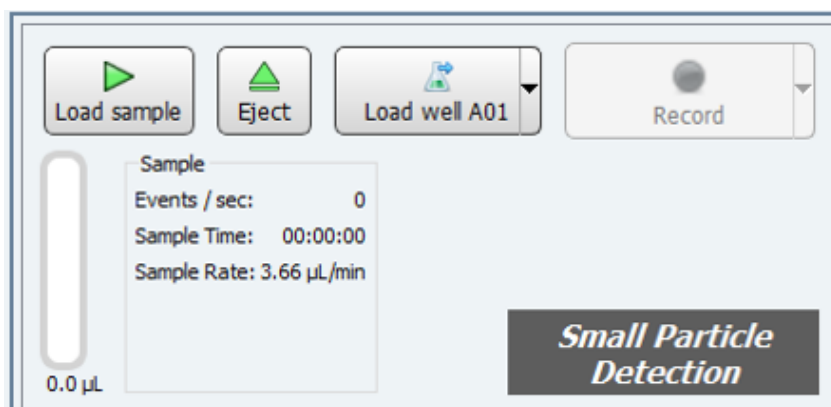 Load sample
Eject
Load well A01
Record
Sample
Events / sec: 0
Sample Time: 00:00:00
Sample Rate: 3.66 µL/min
0.0 µL
Small Particle
Detection